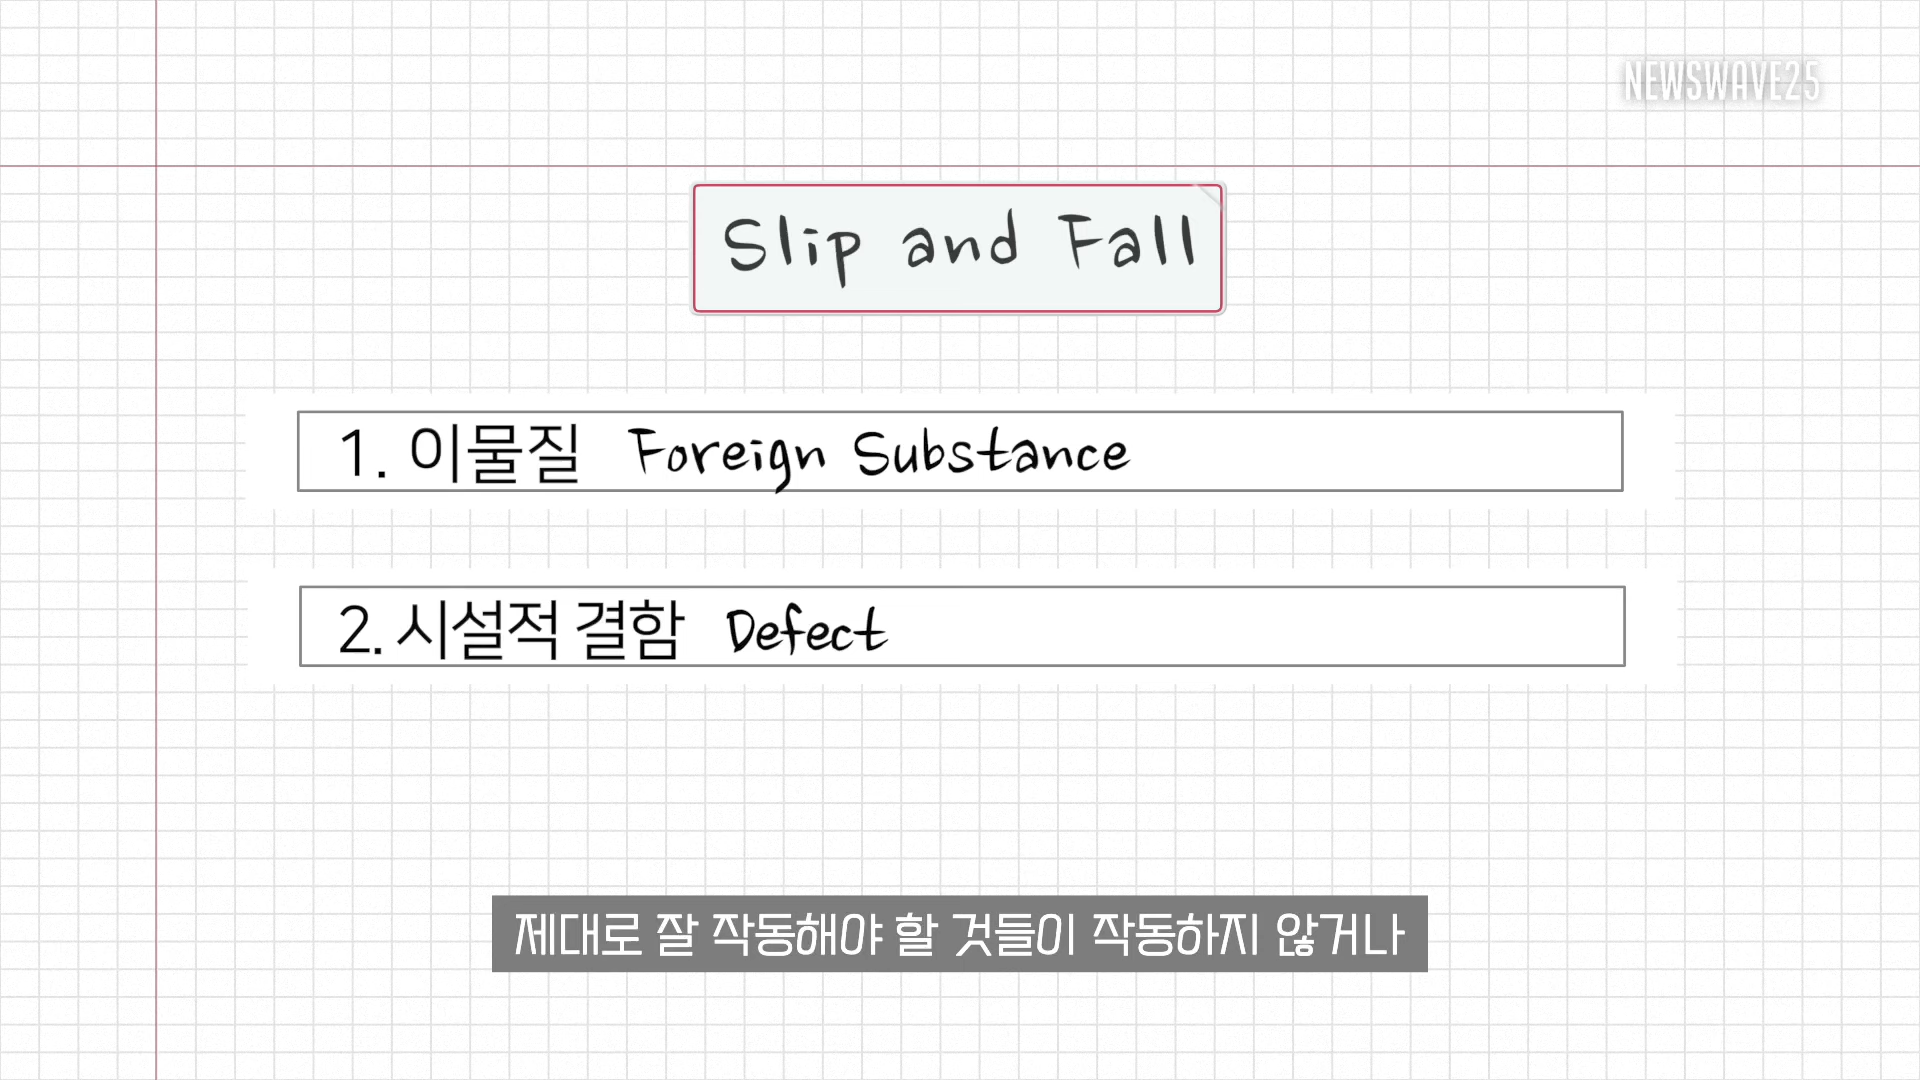 NEWSWAVE25
Slip and Fall
1. 이물질 Foreign Substance
2. 시설적 결함 Defect
제대로 잘 작동해야 할 것들이 작동하지 않거나